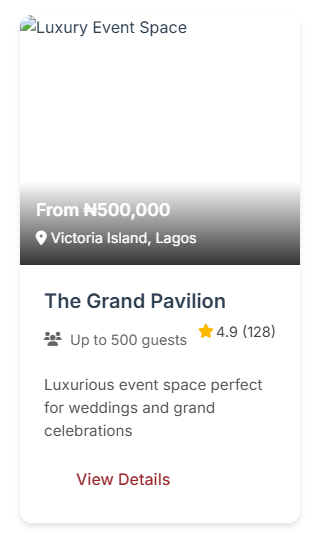 Luxury Event Space
From ₦500,000
Victoria Island, Lagos
The Grand Pavilion
Up to 500 guests
4.9 (128)
Luxurious event space perfect
for weddings and grand
celebrations
View Details